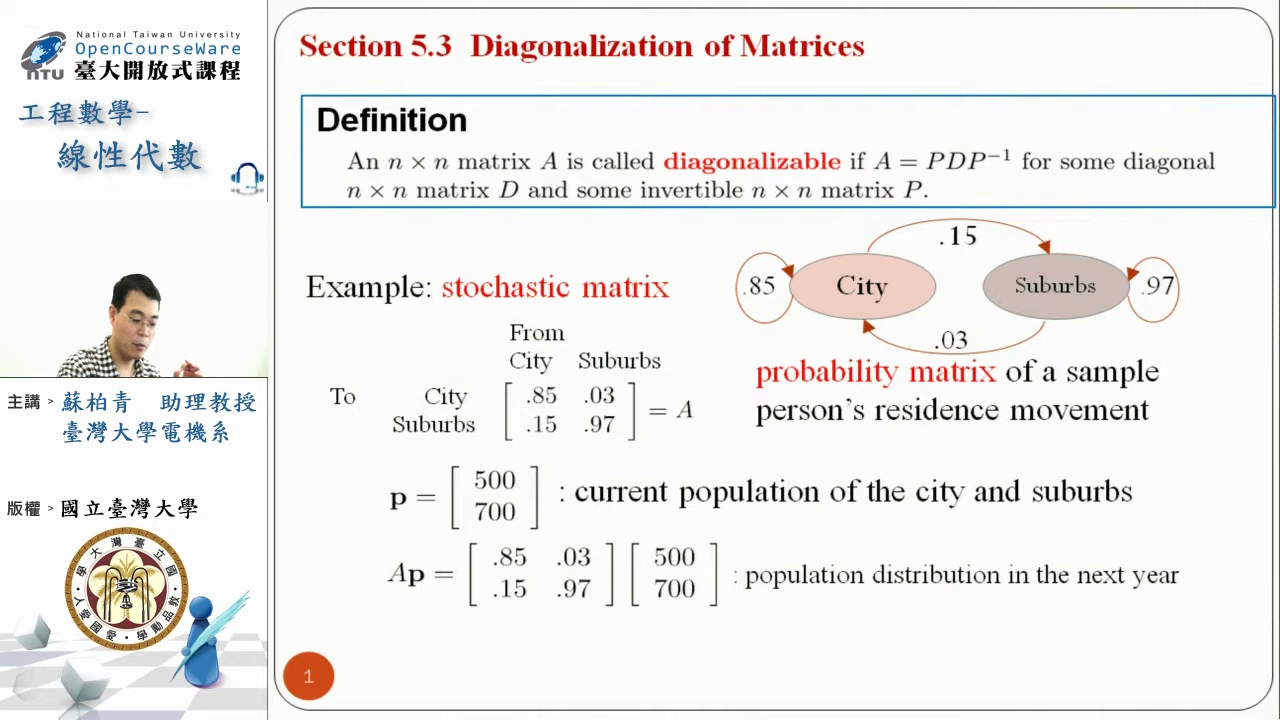 National Taiwan University
OpenCourseWare
NTU 臺大開放式課程
工程數學-
線性代數
主講 > 蘇柏青 助理教授
臺灣大學電機系
版權 > 國立臺灣大學
Section 5.3 Diagonalization of Matrices
Definition
An n × n matrix A is called diagonalizable if A = PDP⁻¹ for some diagonal
n × n matrix D and some invertible n × n matrix P.
Example: stochastic matrix
.15
.85 City Suburbs .97
.03
From
City Suburbs
To City [ .85 .03 ] = A
Suburbs [ .15 .97 ]
probability matrix of a sample
person's residence movement
p = [ 500 700 ] : current population of the city and suburbs
Ap = [ .85 .03 .15 .97 ] [ 500 700 ] : population distribution in the next year
1